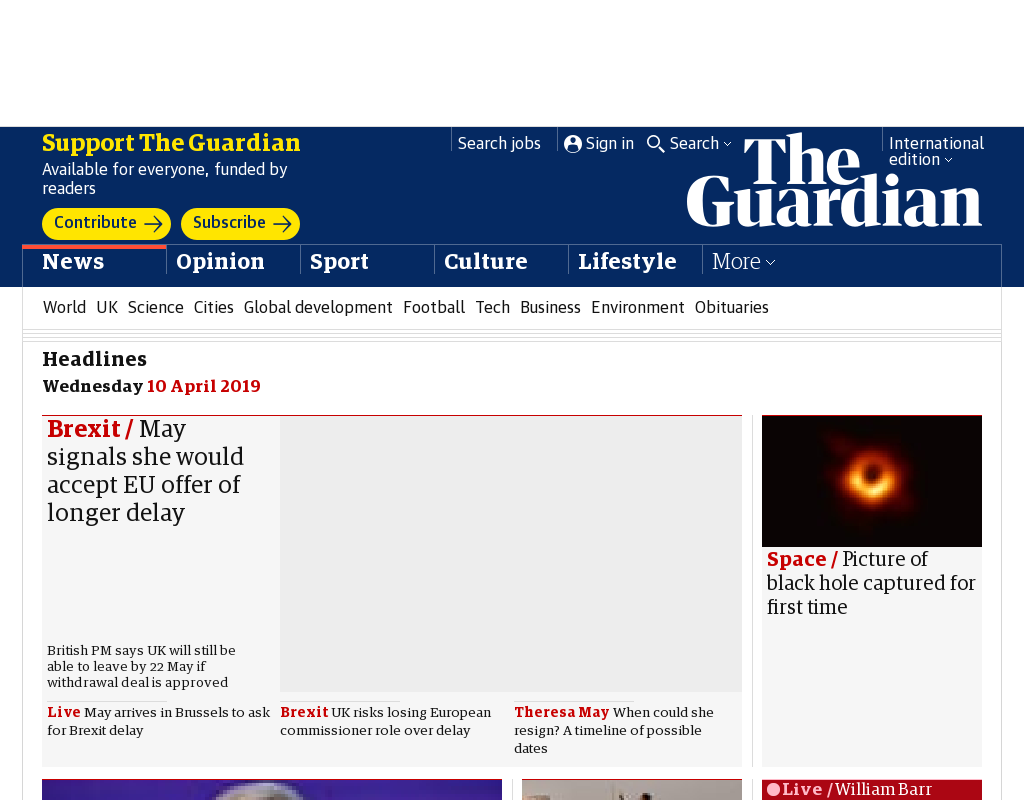 Support The Guardian
Available for everyone, funded by
readers
Contribute
Subscribe
Search jobs
Sign in
Search
The
Guardian
International
edition
News
Opinion
Sport
Culture
Lifestyle
More
World UK Science Cities Global development Football Tech Business Environment Obituaries
Headlines
Wednesday 10 April 2019
Brexit / May
signals she would
accept EU offer of
longer delay
British PM says UK will still be
able to leave by 22 May if
withdrawal deal is approved
Live May arrives in Brussels to ask
for Brexit delay
Brexit UK risks losing European
commissioner role over delay
Theresa May When could she
resign? A timeline of possible
dates
Space / Picture of
black hole captured for
first time
Live / William Barr